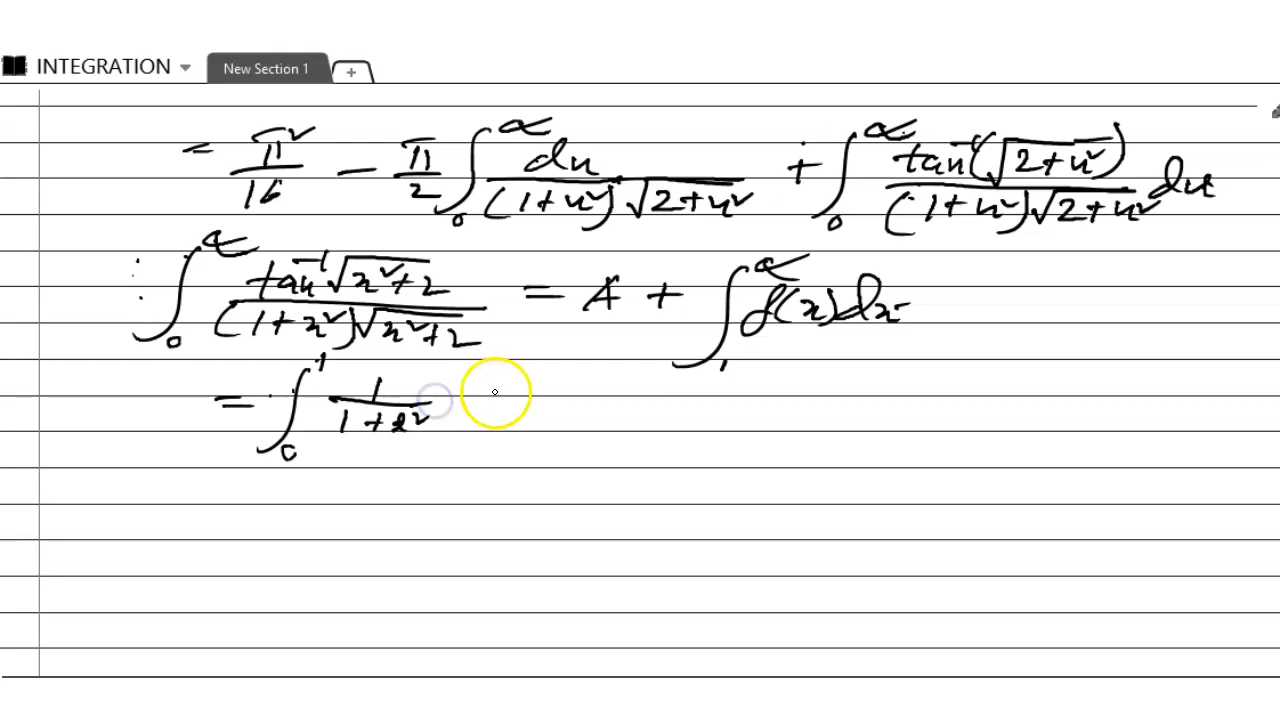 INTEGRATION New Section 1 +
= π²/16 − π/2 ∫₀^∝ du/((1+u²)√(2+u²)) + ∫₀^∝ tan⁻¹(√(2+u²))/((1+u²)√(2+u²)) du
∫₀^∝ tan⁻¹√(x²+2)/((1+x²)√(x²+2)) = A + ∫₁^∝ f(x)dx
= ∫₀¹ 1/(1+x²)